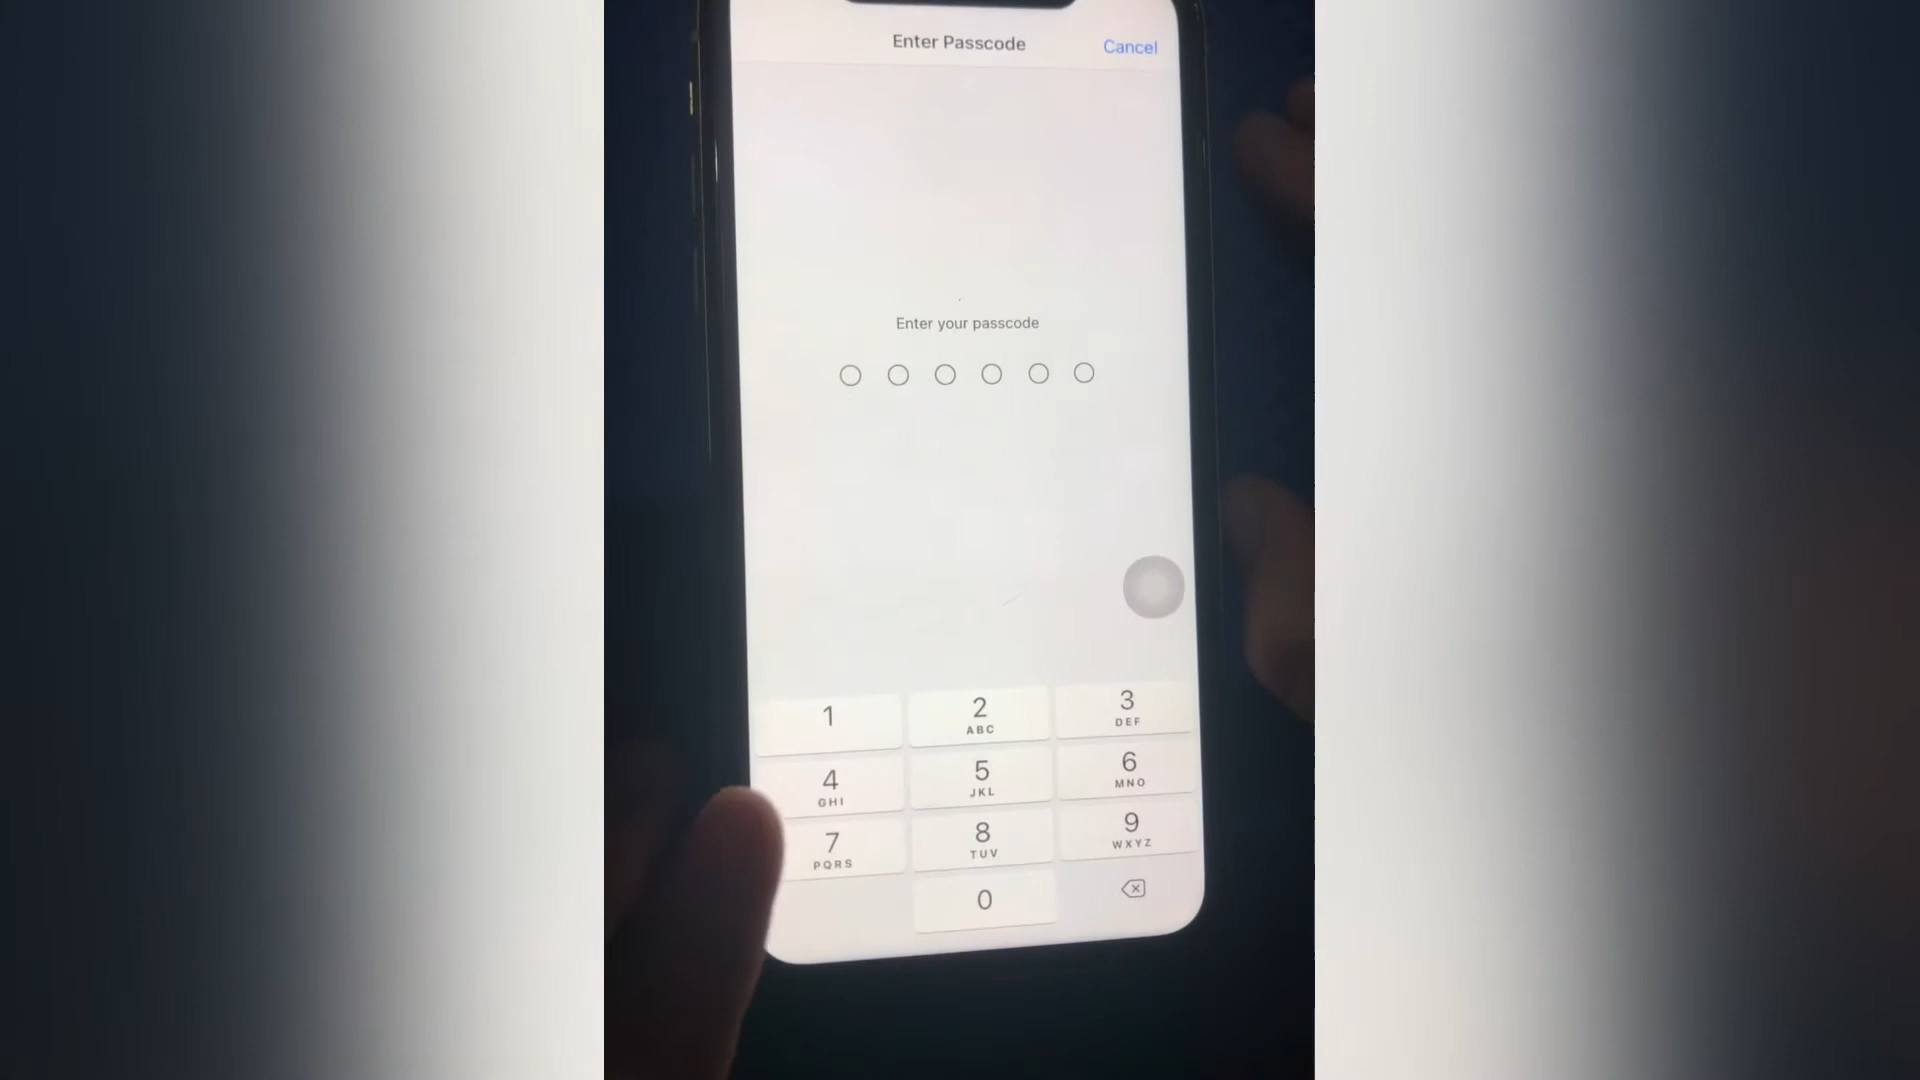 Enter Passcode
Cancel
Enter your passcode
1
2
ABC
3
DEF
4
GHI
5
JKL
6
MNO
7
PQRS
8
TUV
9
WXYZ
0